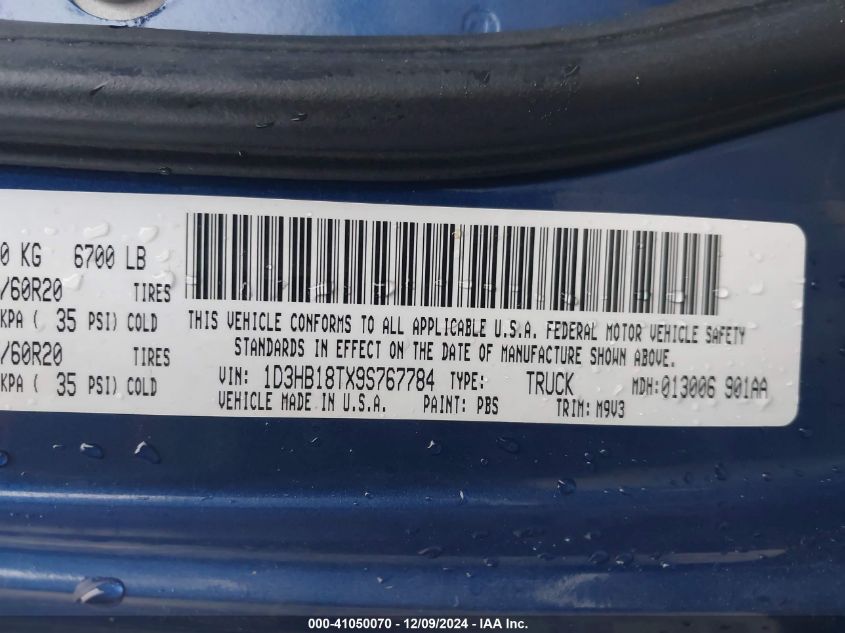 0 KG 6700 LB
/60R20 TIRES
KPA ( 35 PSI) COLD
/60R20 TIRES
KPA ( 35 PSI) COLD
THIS VEHICLE CONFORMS TO ALL APPLICABLE U.S.A. FEDERAL MOTOR VEHICLE SAFETY
STANDARDS IN EFFECT ON THE DATE OF MANUFACTURE SHOWN ABOVE.
VIN: 1D3HB18TX9S767784 TYPE: TRUCK MDH:013006 901AA
VEHICLE MADE IN U.S.A. PAINT: PBS TRIM: M9V3
000-41050070 - 12/09/2024 - IAA Inc.